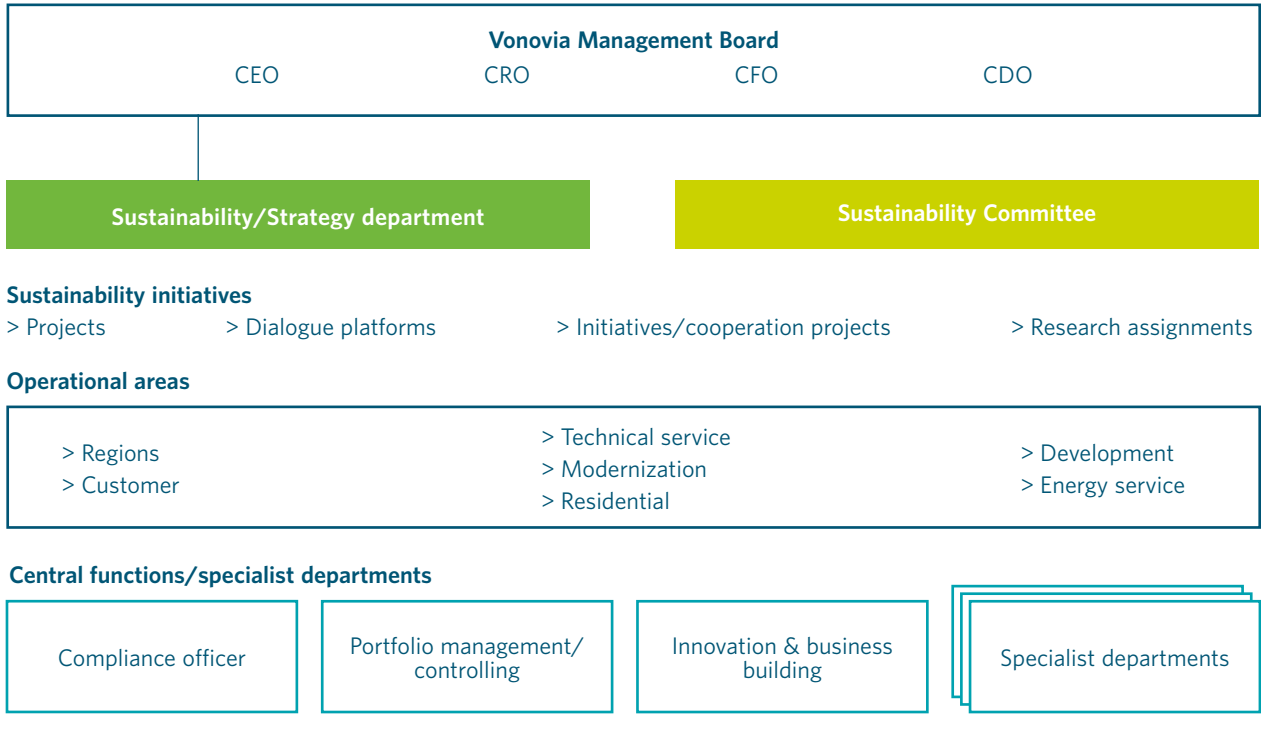 Vonovia Management Board
CEO CRO CFO CDO
Sustainability/Strategy department
Sustainability Committee
Sustainability initiatives
> Projects > Dialogue platforms > Initiatives/cooperation projects > Research assignments
Operational areas
> Regions
> Customer
> Technical service
> Modernization
> Residential
> Development
> Energy service
Central functions/specialist departments
Compliance officer
Portfolio management/
controlling
Innovation & business
building
Specialist departments